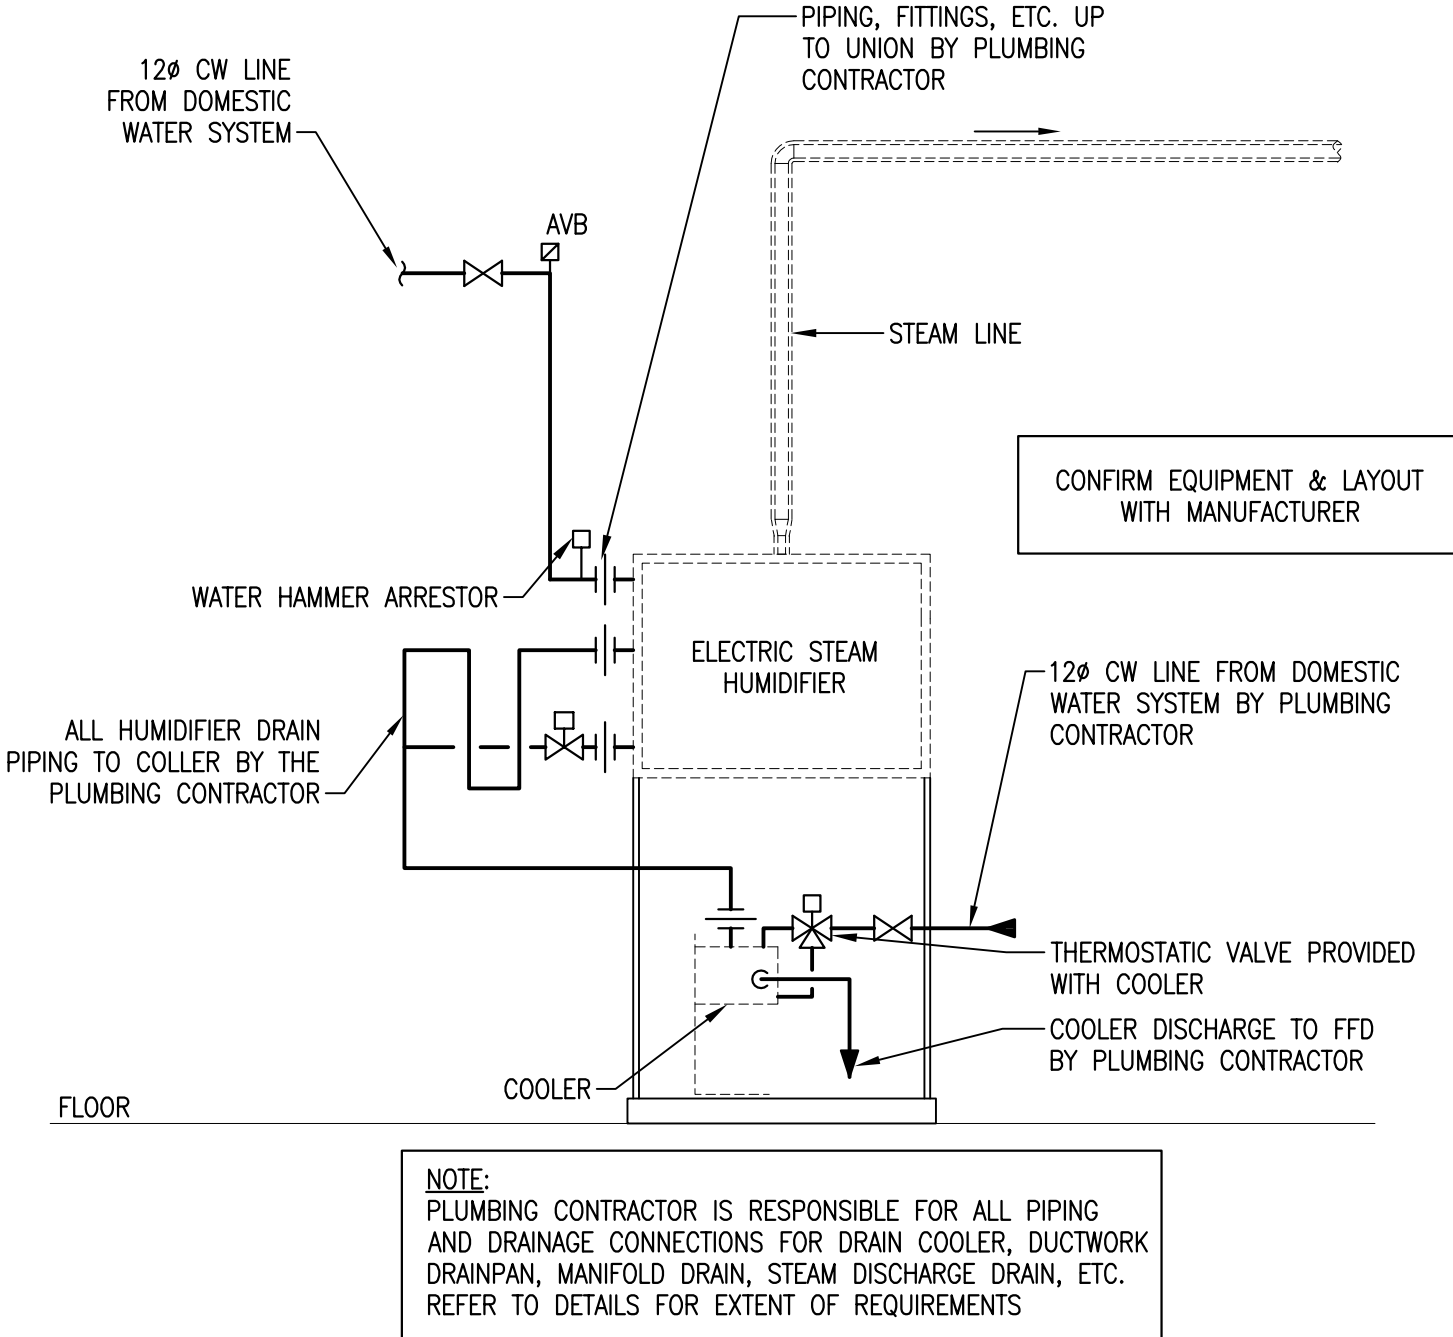 PIPING, FITTINGS, ETC. UP
TO UNION BY PLUMBING
CONTRACTOR
12ø CW LINE
FROM DOMESTIC
WATER SYSTEM
AVB
STEAM LINE
CONFIRM EQUIPMENT & LAYOUT
WITH MANUFACTURER
WATER HAMMER ARRESTOR
ELECTRIC STEAM
HUMIDIFIER
12ø CW LINE FROM DOMESTIC
WATER SYSTEM BY PLUMBING
CONTRACTOR
ALL HUMIDIFIER DRAIN
PIPING TO COLLER BY THE
PLUMBING CONTRACTOR
THERMOSTATIC VALVE PROVIDED
WITH COOLER
COOLER DISCHARGE TO FFD
BY PLUMBING CONTRACTOR
COOLER
FLOOR
NOTE:
PLUMBING CONTRACTOR IS RESPONSIBLE FOR ALL PIPING
AND DRAINAGE CONNECTIONS FOR DRAIN COOLER, DUCTWORK
DRAINPAN, MANIFOLD DRAIN, STEAM DISCHARGE DRAIN, ETC.
REFER TO DETAILS FOR EXTENT OF REQUIREMENTS